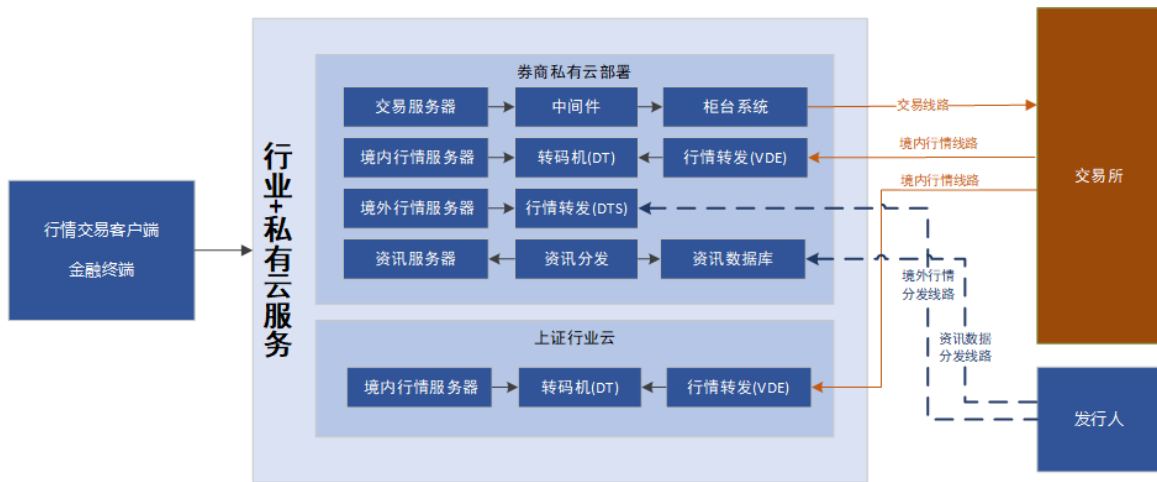 行情交易客户端
金融终端
行业+私有云服务
券商私有云部署
交易服务器
中间件
柜台系统
境内行情服务器
转码机(DT)
行情转发(VDE)
境外行情服务器
行情转发(DTS)
资讯服务器
资讯分发
资讯数据库
上证行业云
境内行情服务器
转码机(DT)
行情转发(VDE)
交易线路
境内行情线路
境内行情线路
境外行情
分发线路
资讯数据
分发线路
交易所
发行人